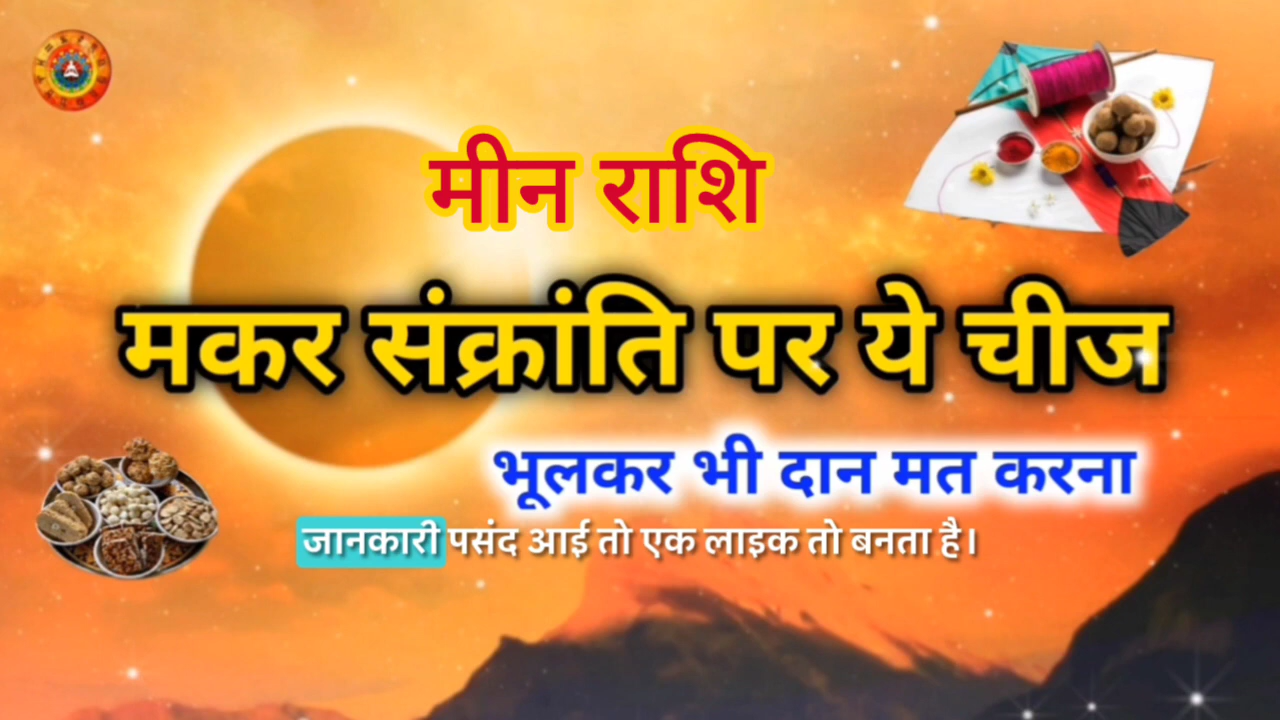 मीन राशि
मकर संक्रांति पर ये चीज
भूलकर भी दान मत करना
जानकारी पसंद आई तो एक लाइक तो बनता है।